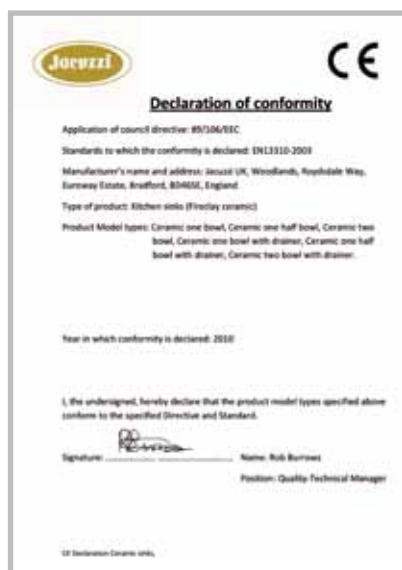 Jacuzzi
CE
Declaration of conformity
Application of council directive: 89/106/EEC
Standards to which the conformity is declared: EN13310-2003
Manufacturer's name and address: Jacuzzi UK, Woodlands, Roysdale Way,
Euroway Estate, Bradford, BD46SE, England
Type of product: Kitchen sinks (Fireclay ceramic)
Product Model types: Ceramic one bowl, Ceramic one half bowl, Ceramic two
bowl, Ceramic one bowl with drainer, Ceramic one half
bowl with drainer, Ceramic two bowl with drainer.
Year in which conformity is declared: 2010
I, the undersigned, hereby declare that the product model types specified above
conform to the specified Directive and Standard.
Signature: Name: Rob Burrows
Position: Quality Technical Manager
CE Declaration Ceramic sinks,